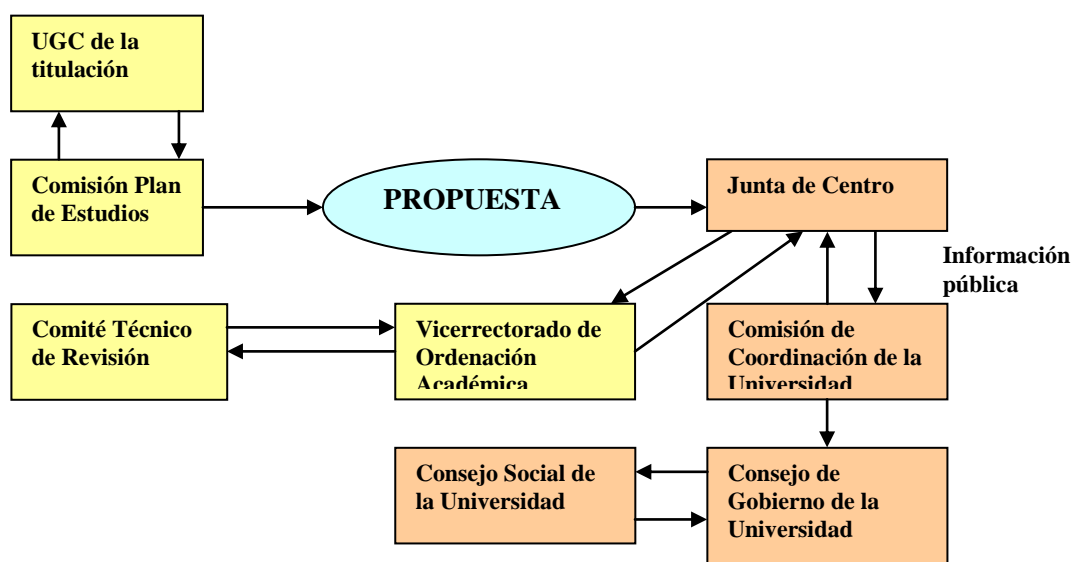 UGC de la
titulación
Comisión Plan
de Estudios
PROPUESTA
Junta de Centro
Información
pública
Comité Técnico
de Revisión
Vicerrectorado de
Ordenación
Académica
Comisión de
Coordinación de la
Universidad
Consejo Social de
la Universidad
Consejo de
Gobierno de la
Universidad